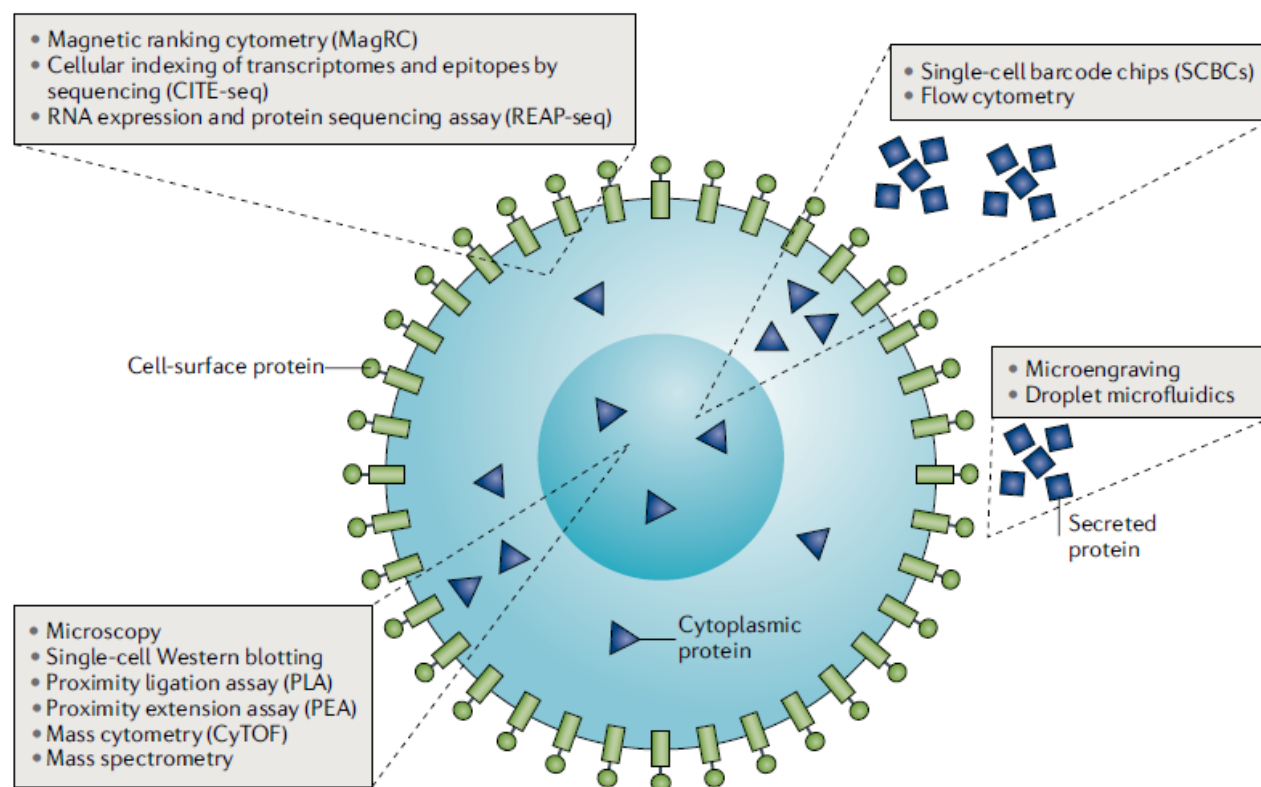 • Magnetic ranking cytometry (MagRC)
• Cellular indexing of transcriptomes and epitopes by
sequencing (CITE-seq)
• RNA expression and protein sequencing assay (REAP-seq)
• Single-cell barcode chips (SCBCs)
• Flow cytometry
Cell-surface protein
• Microengraving
• Droplet microfluidics
Secreted
protein
• Microscopy
• Single-cell Western blotting
• Proximity ligation assay (PLA)
• Proximity extension assay (PEA)
• Mass cytometry (CyTOF)
• Mass spectrometry
Cytoplasmic
protein